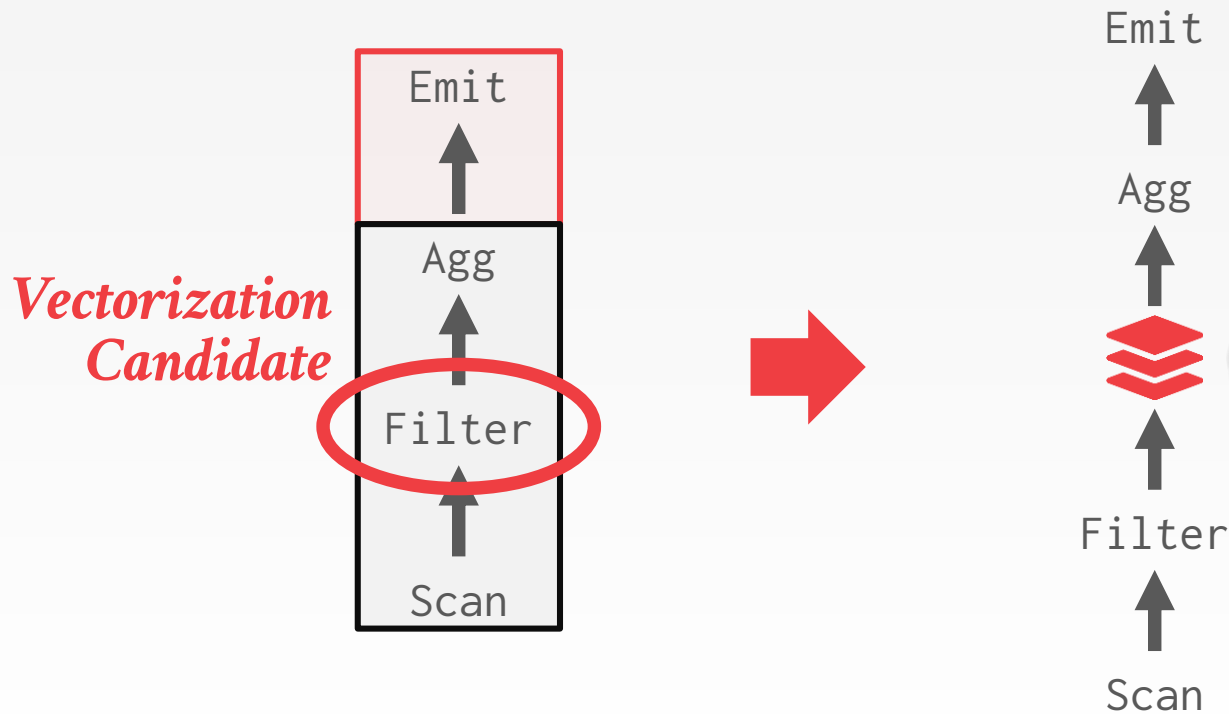 Emit
Agg
Vectorization
Candidate
Filter
Scan
Emit
Agg
Filter
Scan